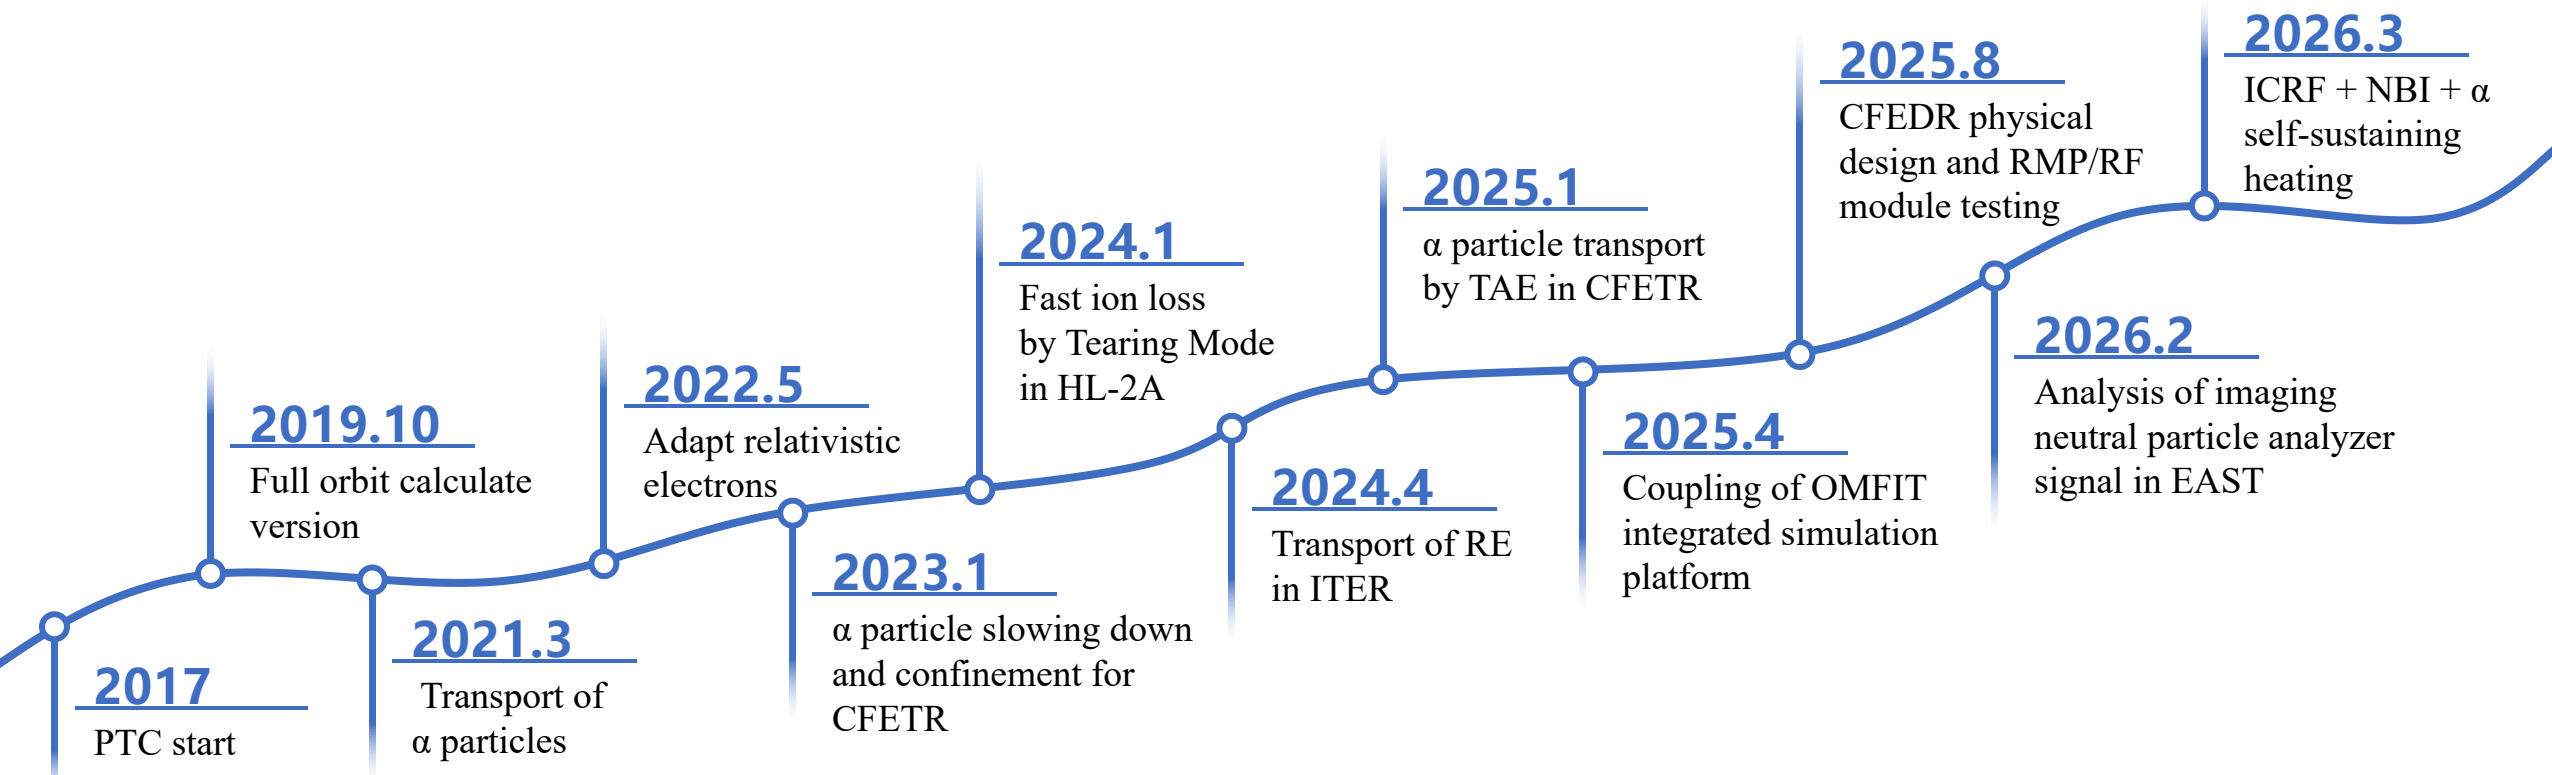 2017
PTC start
2019.10
Full orbit calculate
version
2021.3
Transport of
α particles
2022.5
Adapt relativistic
electrons
2023.1
α particle slowing down
and confinement for
CFETR
2024.1
Fast ion loss
by Tearing Mode
in HL-2A
2024.4
Transport of RE
in ITER
2025.1
α particle transport
by TAE in CFETR
2025.4
Coupling of OMFIT
integrated simulation
platform
2025.8
CFEDR physical
design and RMP/RF
module testing
2026.2
Analysis of imaging
neutral particle analyzer
signal in EAST
2026.3
ICRF + NBI + α
self-sustaining
heating